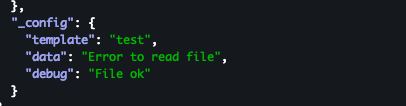 },
"_config": {
"template": "test",
"data": "Error to read file",
"debug": "File ok"
}